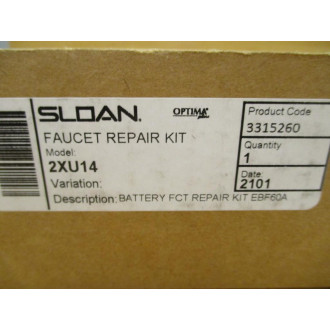 SLOAN. OPTIMA
FAUCET REPAIR KIT
Model:
2XU14
Variation:
Description: BATTERY FCT REPAIR KIT EBF60A
Product Code
3315260
Quantity
1
Date:
2101